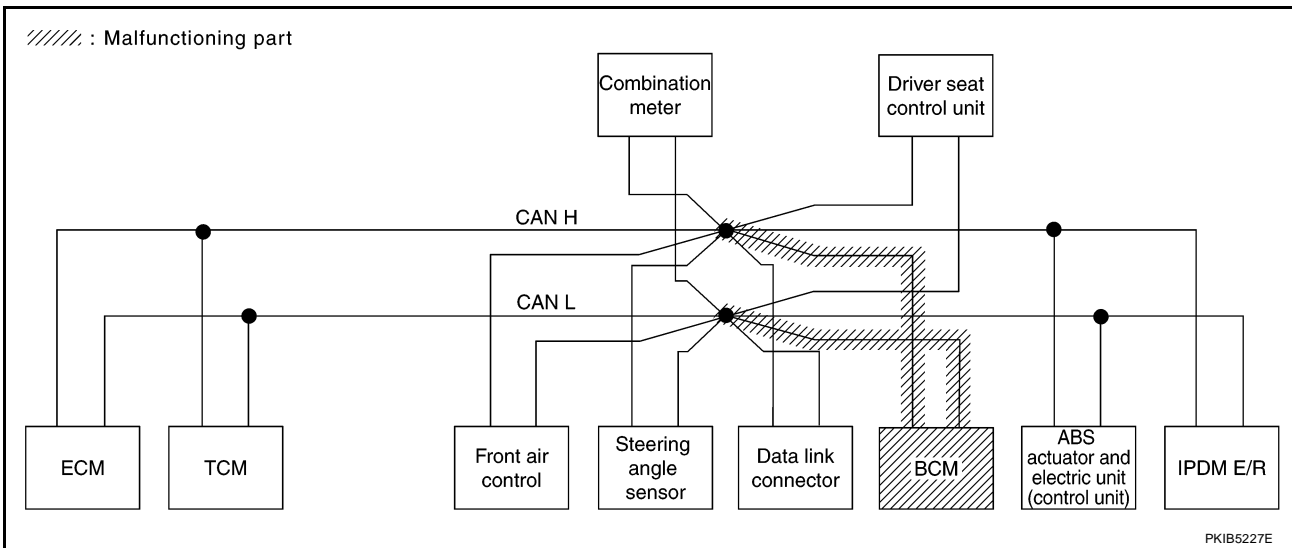 : Malfunctioning part
Combination
meter
Driver seat
control unit
CAN H
CAN L
ECM
TCM
Front air
control
Steering
angle
sensor
Data link
connector
BCM
ABS
actuator and
electric unit
(control unit)
IPDM E/R
PKIB5227E